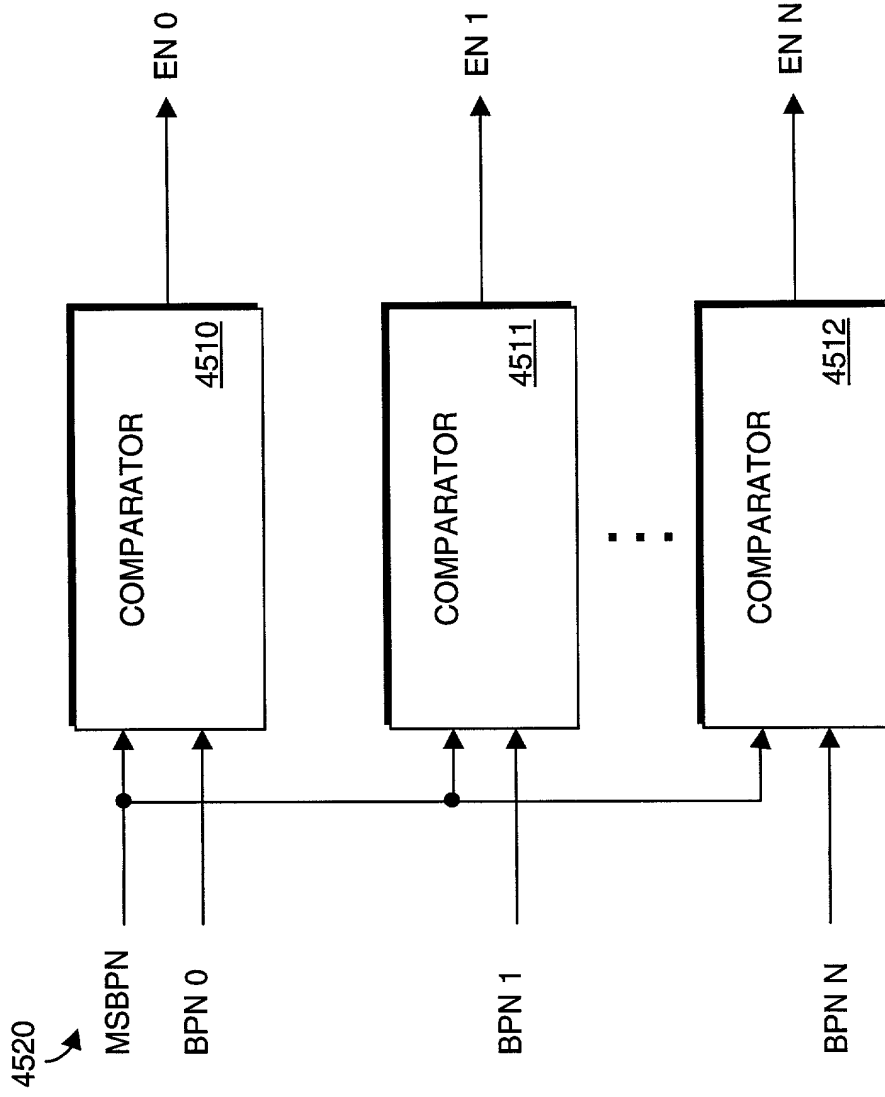 4520
MSBPN
BPN 0
COMPARATOR
4510
EN 0
BPN 1
COMPARATOR
4511
EN 1
BPN N
COMPARATOR
4512
EN N